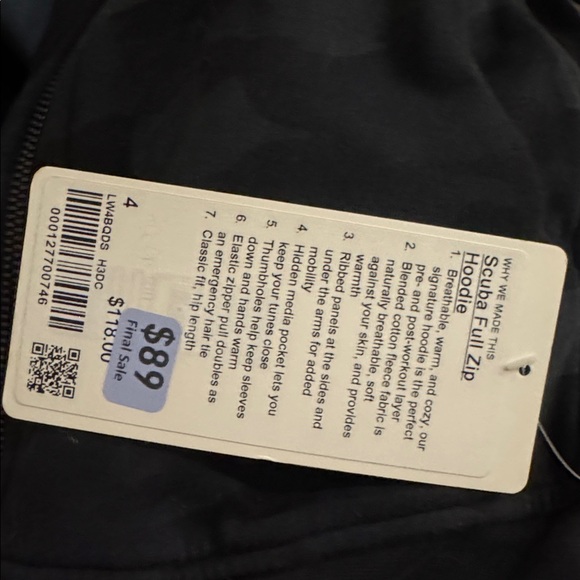 WHY WE MADE THIS
Scuba Full Zip
Hoodie
1. Breathable, warm, and cozy, our
signature hoodie is the perfect
pre- and post-workout layer
2. Blended cotton fleece fabric is
naturally breathable, soft
against your skin, and provides
warmth
3. Ribbed panels at the sides and
under the arms for added
mobility
4. Hidden media pocket lets you
keep your tunes close
5. Thumbholes help keep sleeves
down and hands warm
6. Elastic zipper pull doubles as
an emergency hair tie
7. Classic fit, hip length
$89
Final Sale
4
LW4BQDS H3DC $118.00
000127700746